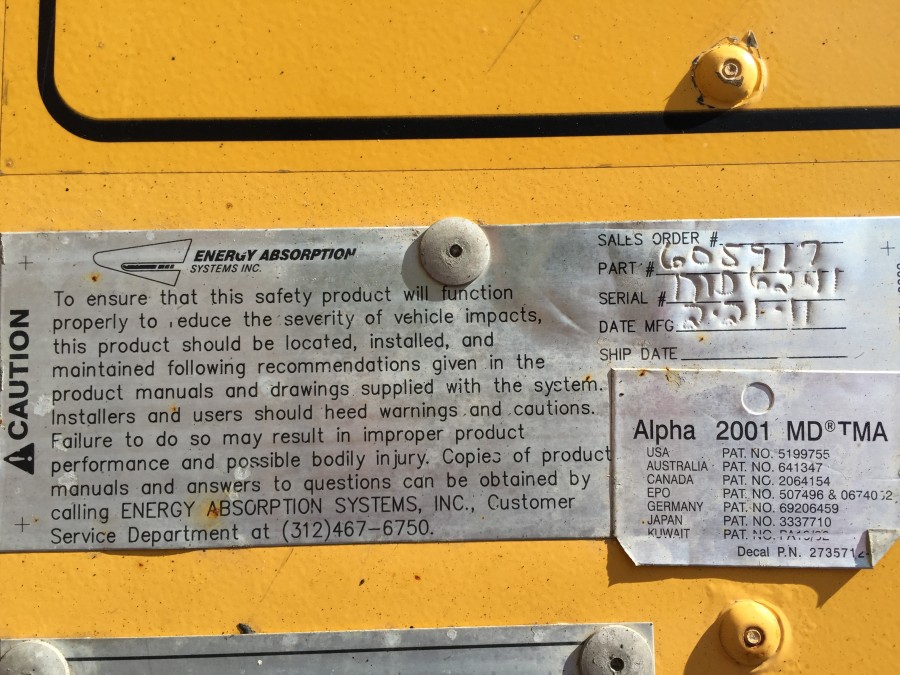 ENERGY ABSORPTION
SYSTEMS INC.
CAUTION
To ensure that this safety product will function
properly to reduce the severity of vehicle impacts,
this product should be located, installed, and
maintained following recommendations given in the
product manuals and drawings supplied with the system.
Installers and users should heed warnings and cautions.
Failure to do so may result in improper product
performance and possible bodily injury. Copies of product
manuals and answers to questions can be obtained by
calling ENERGY ABSORPTION SYSTEMS, INC., Customer
Service Department at (312)467-6750.
SALES ORDER #
PART # 605917
SERIAL #
DATE MFG 2-21-11
SHIP DATE
Alpha 2001 MD® TMA
USA PAT. NO. 5199755
AUSTRALIA PAT. NO. 641347
CANADA PAT. NO. 2064154
EPO PAT. NO. 507496 &
GERMANY PAT. NO. 69206459
JAPAN PAT. NO. 3337710
KUWAIT PAT. NO.
Decal P.N.